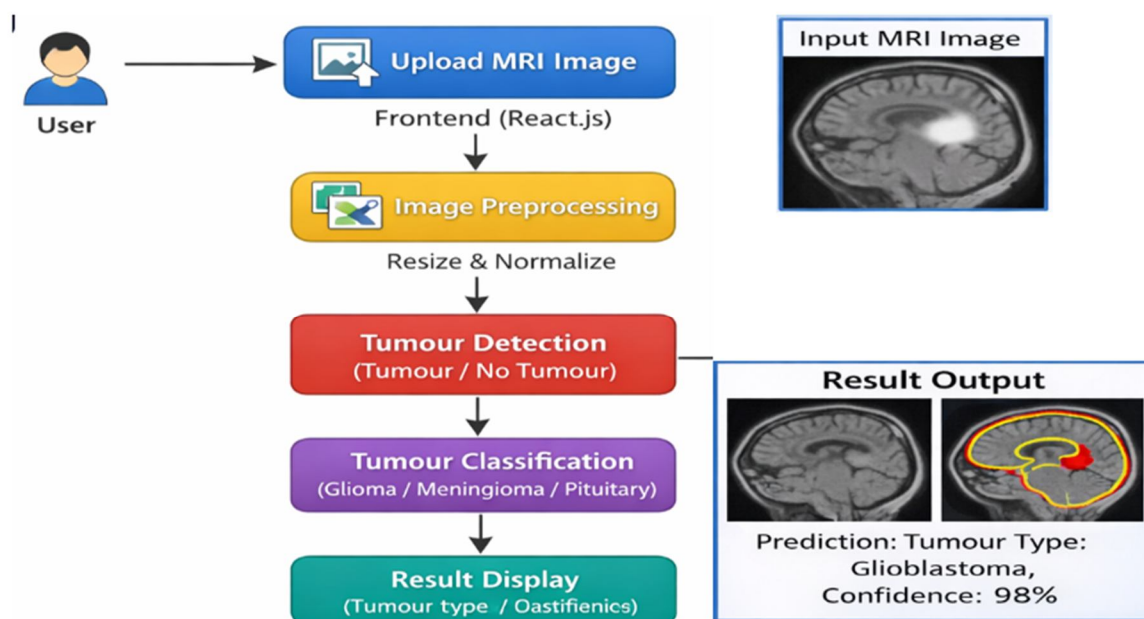 User
Upload MRI Image
Frontend (React.js)
Image Preprocessing
Resize & Normalize
Tumour Detection
(Tumour / No Tumour)
Tumour Classification
(Glioma / Meningioma / Pituitary)
Result Display
(Tumour type / Oastifienics)
Input MRI Image
Result Output
Prediction: Tumour Type:
Glioblastoma,
Confidence: 98%